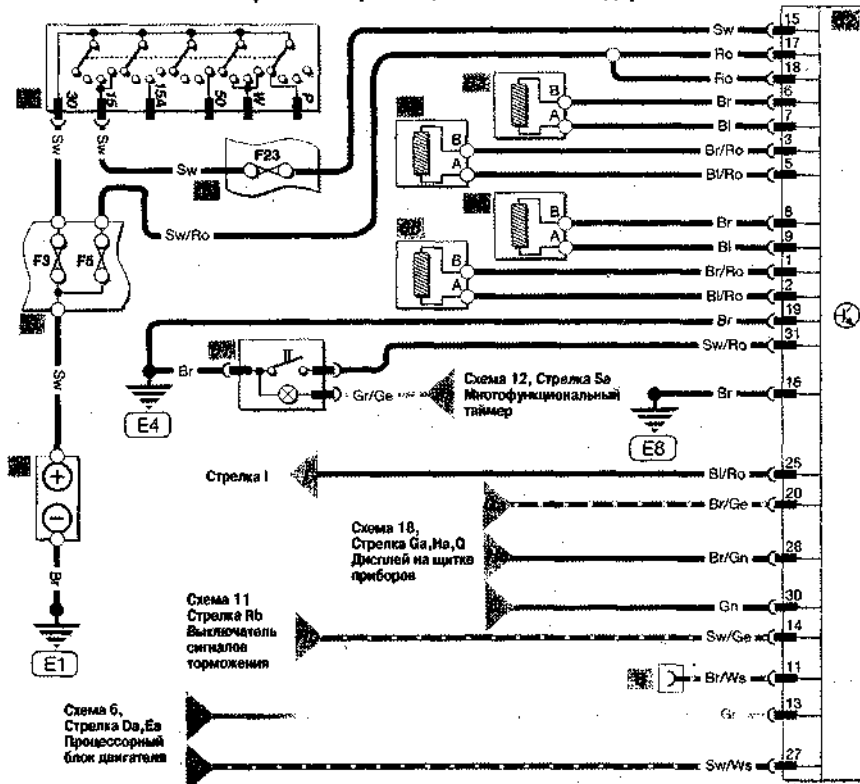 30
15
15A
50
W
P
Sw
Sw
Sw
F23
Sw
15
Ro
17
Ro
18
B
Br
6
A
Bl
7
B
Br/Ro
3
A
Bl/Ro
5
F3
F5
Sw/Ro
B
Br
8
A
Bl
9
B
Br/Ro
1
A
Bl/Ro
2
Br
19
Sw/Ro
31
Sw
Br
II
E4
Gr/Ge
Схема 12, Стрелка Sa
Многофункциональный
таймер
Br
16
E8
+
−
Br
E1
Стрелка I
Bl/Ro
25
Br/Ge
20
Схема 18,
Стрелка Ga,Ha,Q
Дисплей на щитке
приборов
Br/Gn
28
Gn
30
Схема 11
Стрелка Rb
Выключатель
сигналов
торможения
Sw/Ge
14
Br/Ws
11
Схема 6,
Стрелка Da,Ea
Процессорный
блок двигателя
Gr
13
Sw/Ws
27